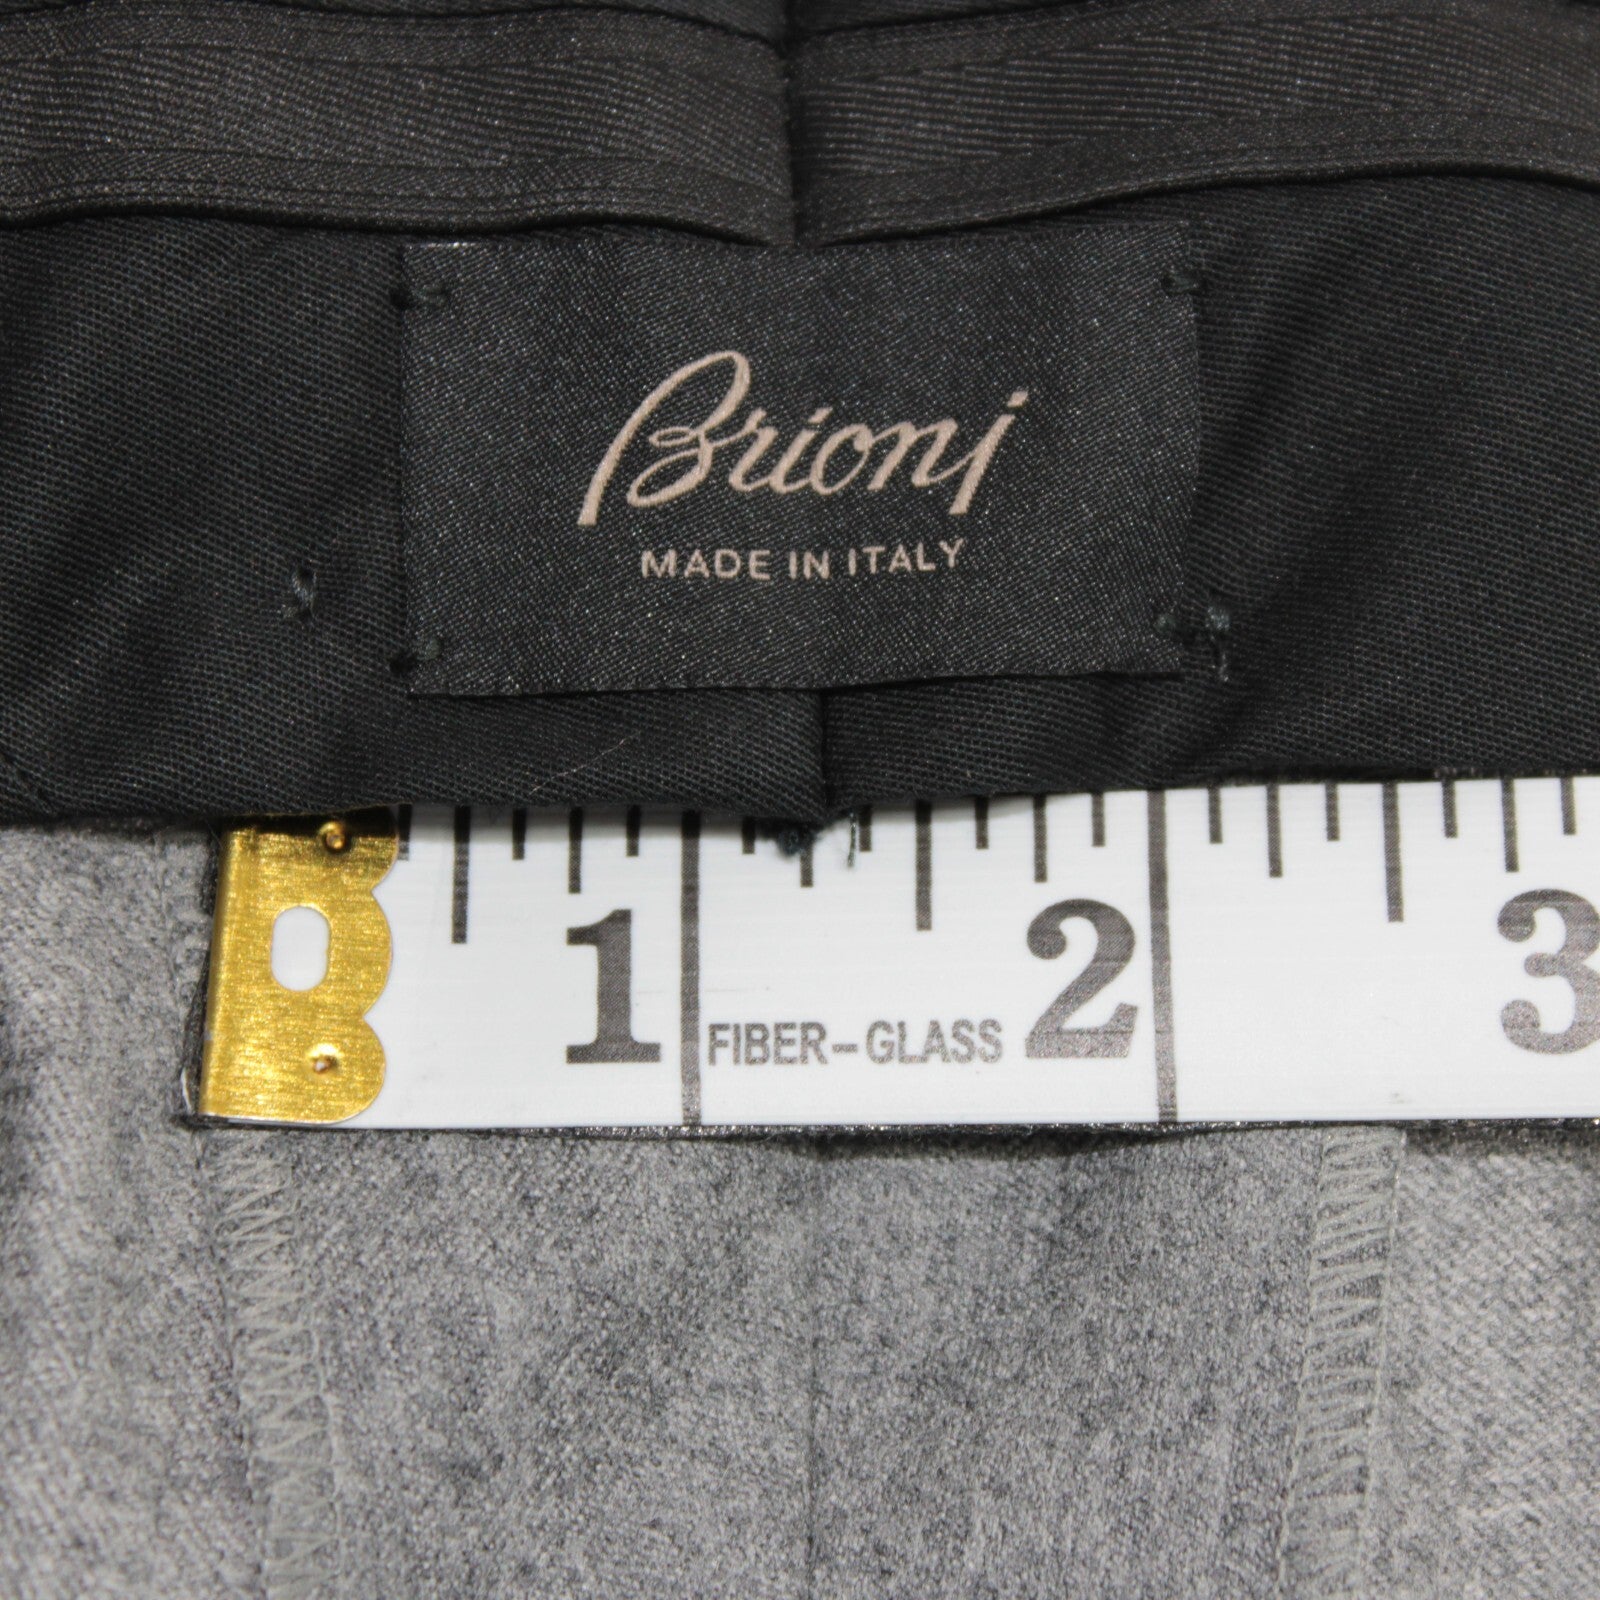 Brioni
MADE IN ITALY
1 FIBER-GLASS 2 3